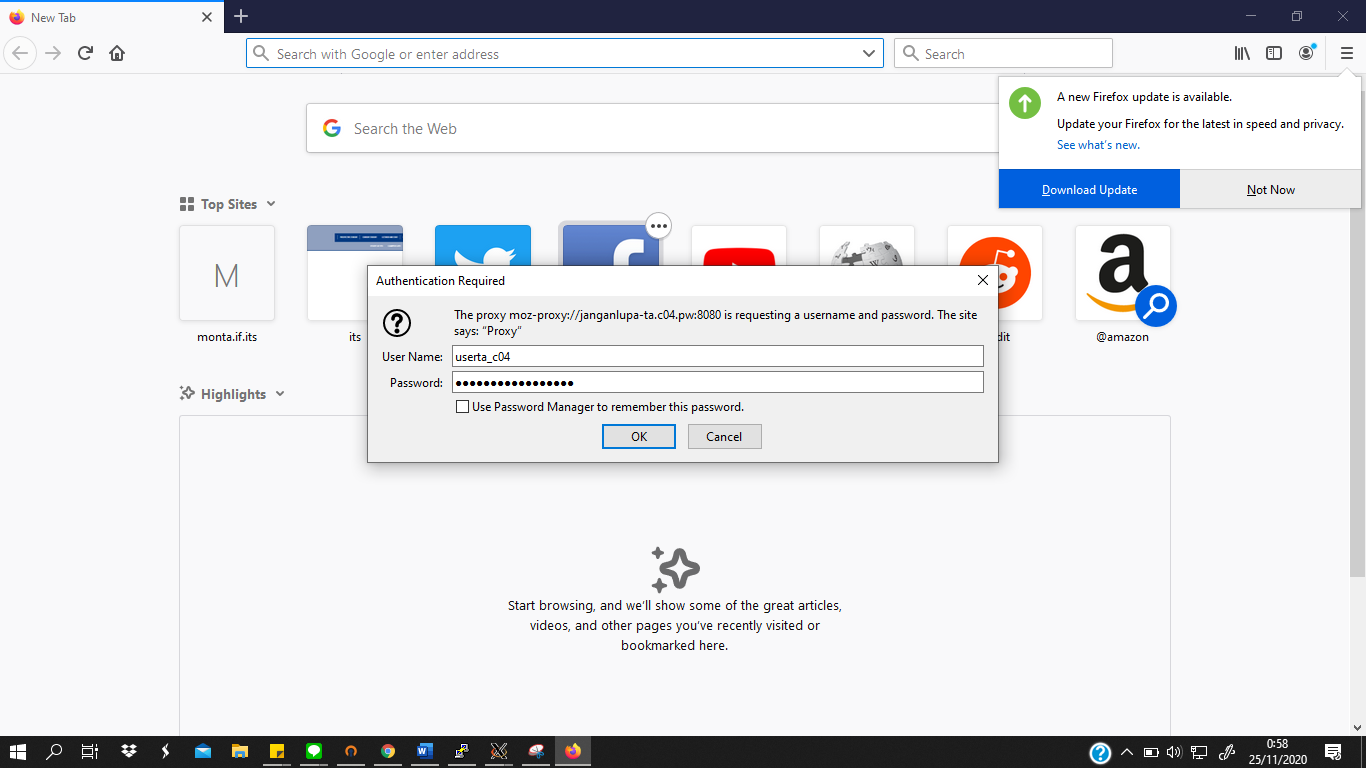 New Tab
Search with Google or enter address
Search
A new Firefox update is available.
Update your Firefox for the latest in speed and privacy.
See what's new.
Download Update
Not Now
Search the Web
Top Sites
M
monta.if.its
its
dit
@amazon
Authentication Required
The proxy moz-proxy://janganlupa-ta.c04.pw:8080 is requesting a username and password. The site
says: “Proxy”
User Name:
userta_c04
Password:
●●●●●●●●●●●●●●●●●
Use Password Manager to remember this password.
OK
Cancel
Highlights
Start browsing, and we'll show some of the great articles,
videos, and other pages you've recently visited or
bookmarked here.
0:58
25/11/2020